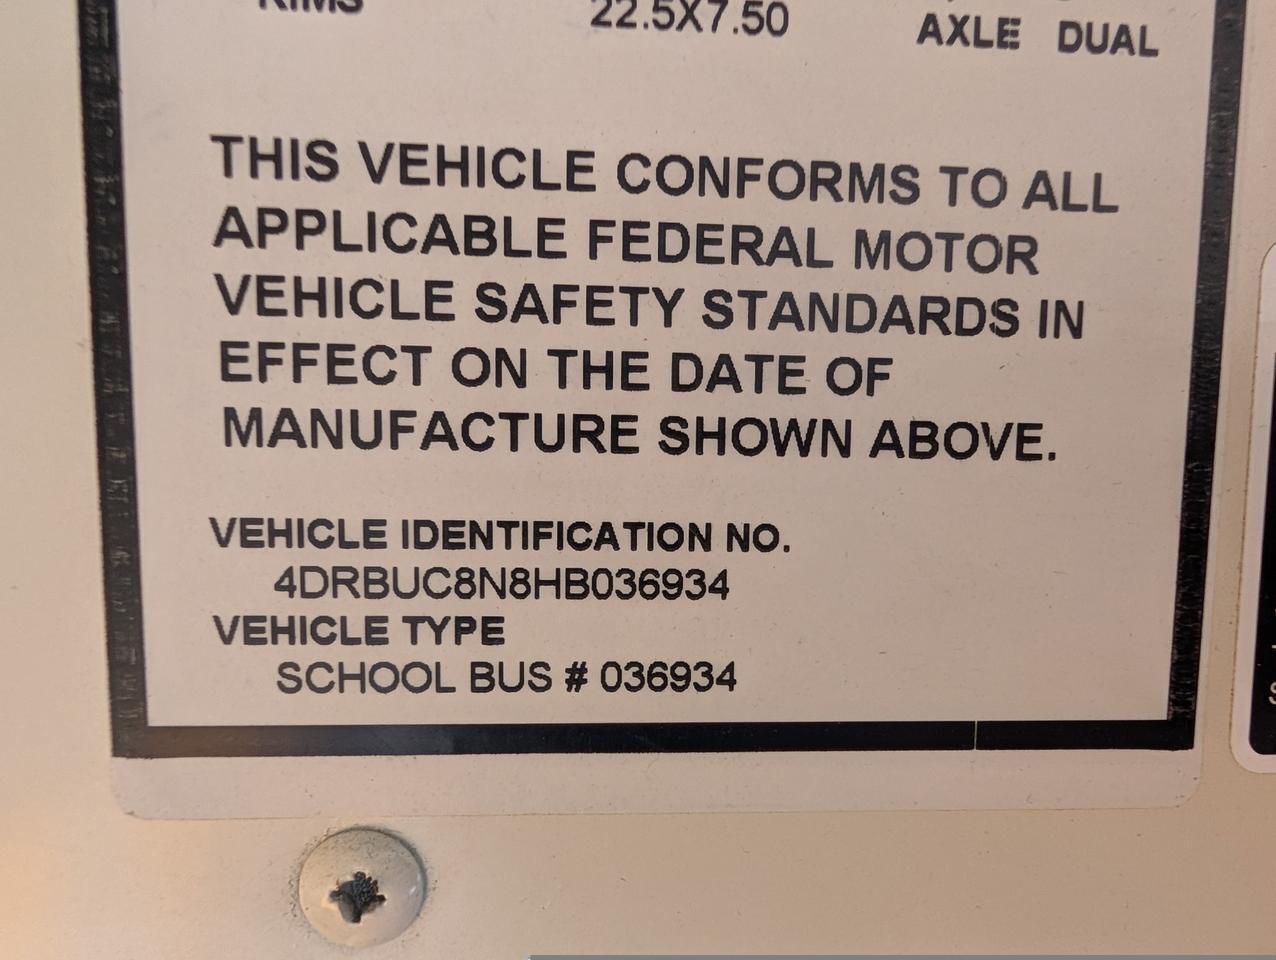 RIMS 22.5X7.50 AXLE DUAL
THIS VEHICLE CONFORMS TO ALL
APPLICABLE FEDERAL MOTOR
VEHICLE SAFETY STANDARDS IN
EFFECT ON THE DATE OF
MANUFACTURE SHOWN ABOVE.
VEHICLE IDENTIFICATION NO.
4DRBUC8N8HB036934
VEHICLE TYPE
SCHOOL BUS # 036934